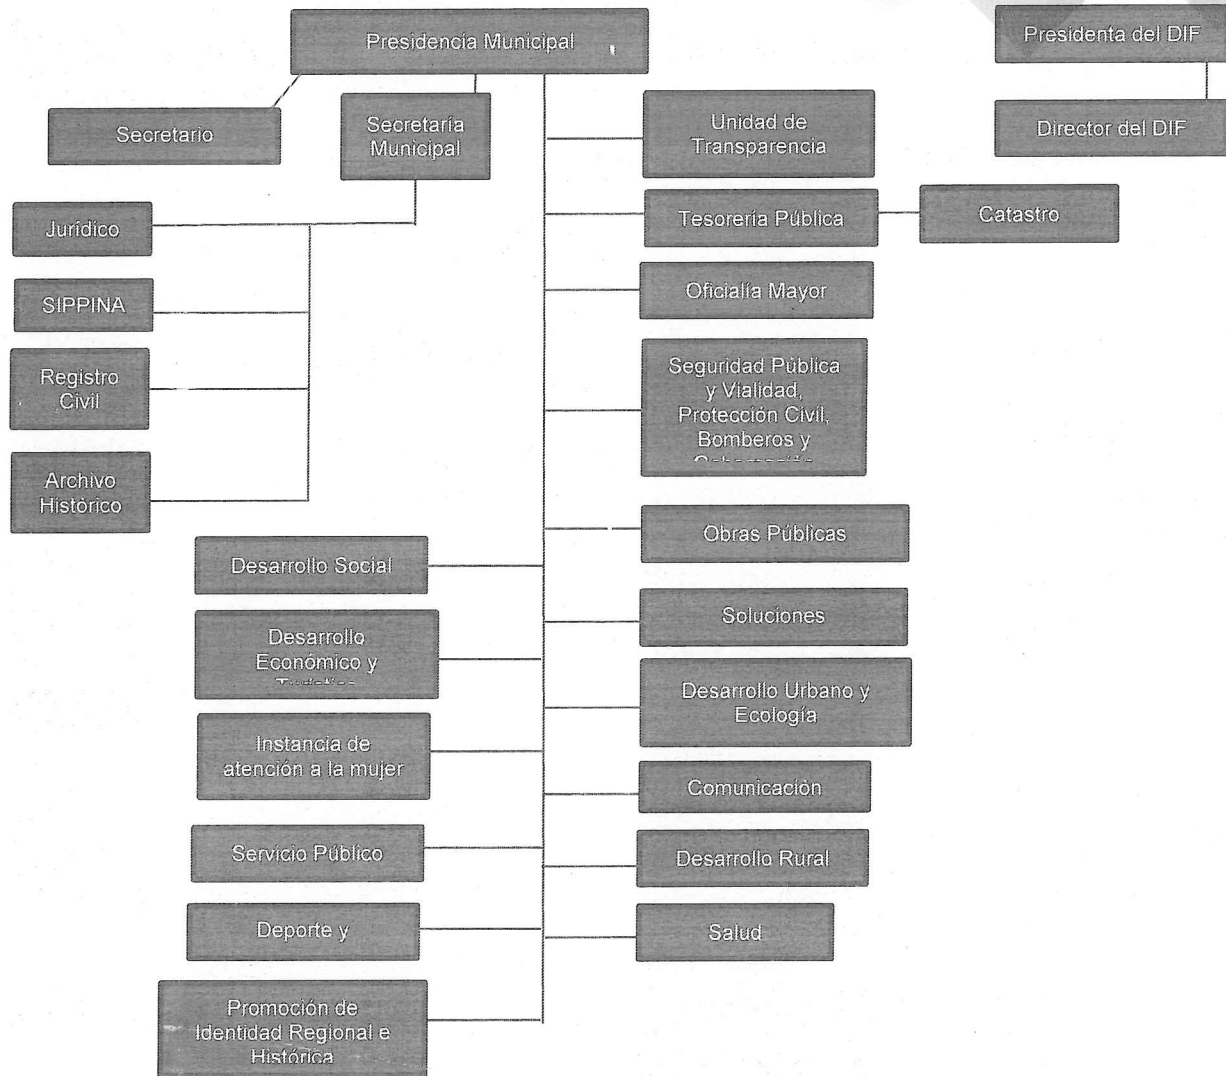 Presidencia Municipal
Presidenta del DIF
Secretario
Secretaría
Municipal
Unidad de
Transparencia
Director del DIF
Jurídico
Tesorería Pública
Catastro
SIPPINA
Oficialía Mayor
Registro
Civil
Seguridad Pública
y Vialidad,
Protección Civil,
Bomberos y
Archivo
Histórico
Obras Públicas
Desarrollo Social
Soluciones
Desarrollo
Económico y
Desarrollo Urbano y
Ecología
Instancia de
atención a la mujer
Comunicación
Servicio Público
Desarrollo Rural
Deporte y
Salud
Promoción de
Identidad Regional e
Histórica